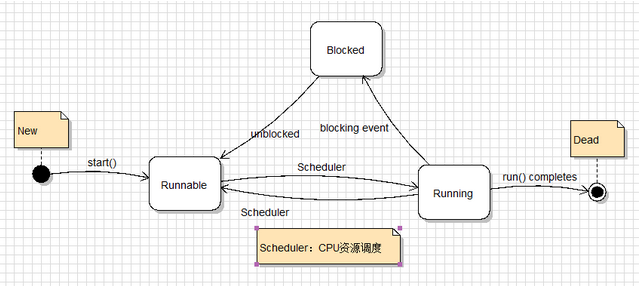 Blocked
New
unblocked
blocking event
Dead
start()
Scheduler
Runnable
Running
run() completes
Scheduler
Scheduler：CPU资源调度